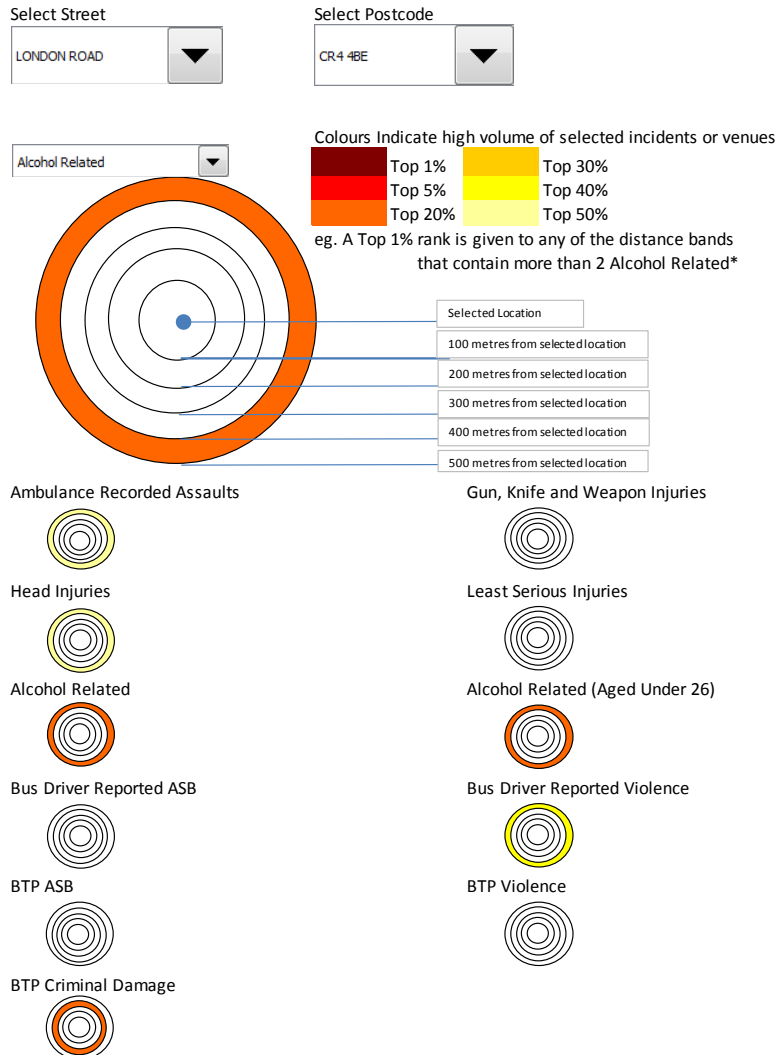 Select Street
Select Postcode
LONDON ROAD
CR4 4BE
Colours Indicate high volume of selected incidents or venues
Alcohol Related
Top 1%
Top 30%
Top 5%
Top 40%
Top 20%
Top 50%
eg. A Top 1% rank is given to any of the distance bands
that contain more than 2 Alcohol Related*
Selected Location
100 metres from selected location
200 metres from selected location
300 metres from selected location
400 metres from selected location
500 metres from selected location
Ambulance Recorded Assaults
Gun, Knife and Weapon Injuries
Head Injuries
Least Serious Injuries
Alcohol Related
Alcohol Related (Aged Under 26)
Bus Driver Reported ASB
Bus Driver Reported Violence
BTP ASB
BTP Violence
BTP Criminal Damage